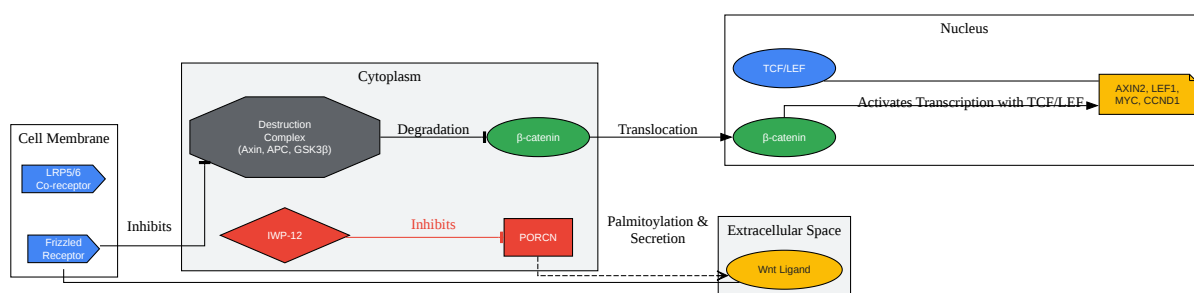 Cell Membrane
LRP5/6
Co-receptor
Frizzled
Receptor
Inhibits
Cytoplasm
Destruction
Complex
(Axin, APC, GSK3β)
Degradation
β-catenin
IWP-12
Inhibits
PORCN
Translocation
Palmitoylation &
Secretion
Nucleus
TCF/LEF
β-catenin
Activates Transcription with TCF/LEF
AXIN2, LEF1,
MYC, CCND1
Extracellular Space
Wnt Ligand